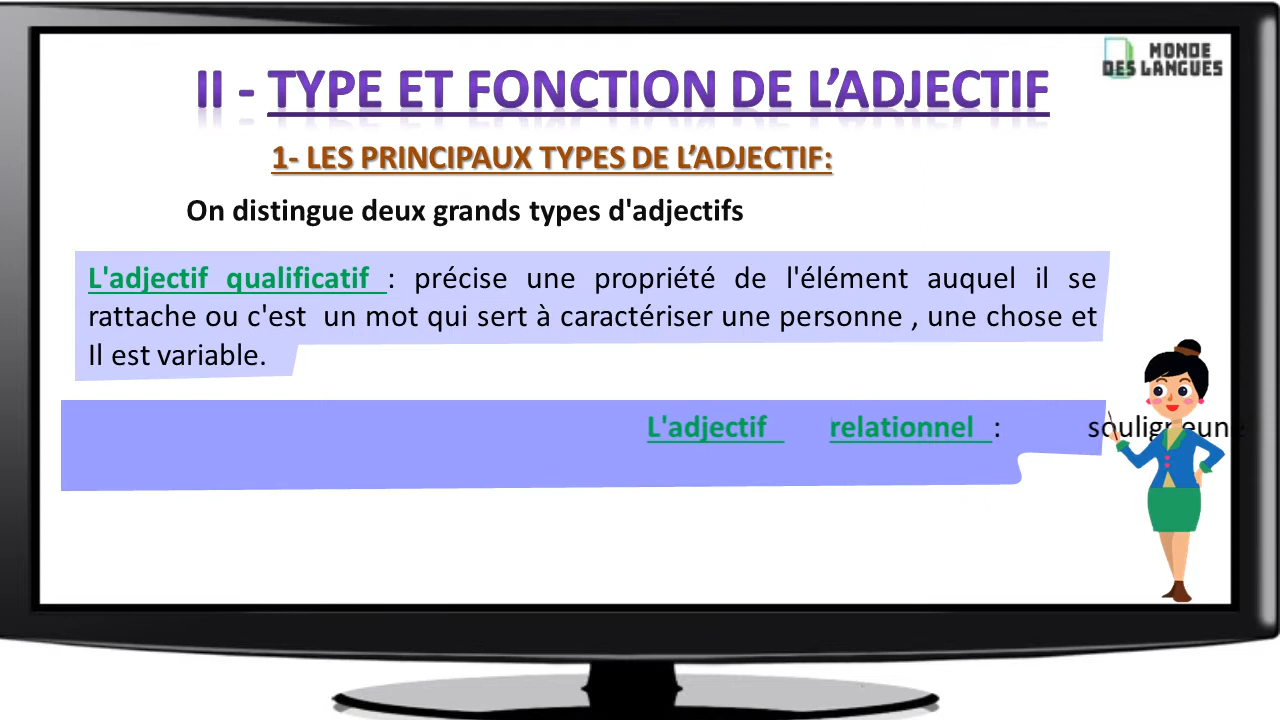 MONDE
DES LANGUES
II - TYPE ET FONCTION DE L’ADJECTIF
1- LES PRINCIPAUX TYPES DE L’ADJECTIF:
On distingue deux grands types d'adjectifs
L'adjectif qualificatif : précise une propriété de l'élément auquel il se
rattache ou c'est un mot qui sert à caractériser une personne , une chose et
Il est variable.
L'adjectif relationnel :